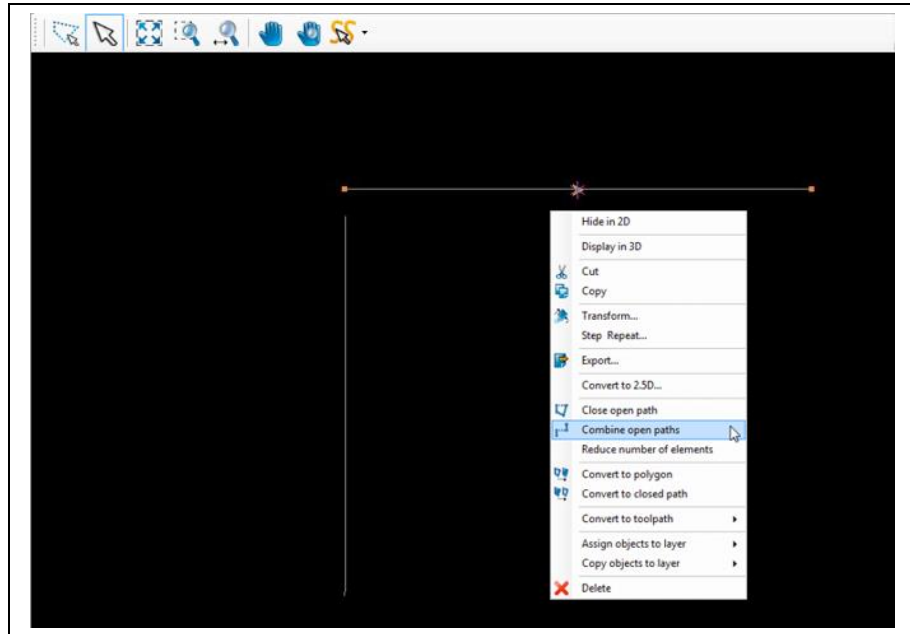 SS
Hide in 2D
Display in 3D
Cut
Copy
Transform...
Step Repeat...
Export...
Convert to 2.5D...
Close open path
Combine open paths
Reduce number of elements
Convert to polygon
Convert to closed path
Convert to toolpath
Assign objects to layer
Copy objects to layer
Delete